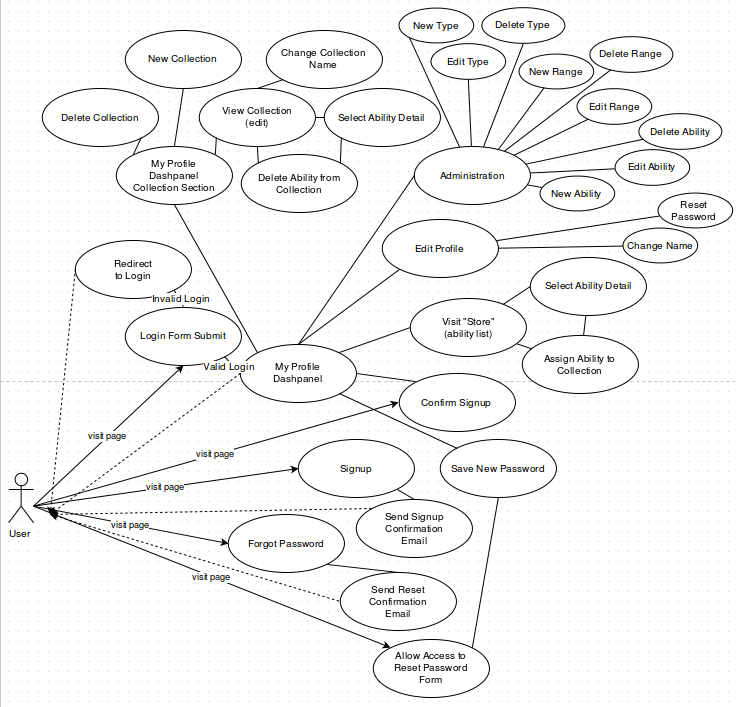 New Type
Delete Type
New Collection
Change Collection
Name
Edit Type
Delete Range
New Range
Delete Collection
View Collection
(edit)
Select Ability Detail
Edit Range
Delete Ability
My Profile
Dashpanel
Collection Section
Delete Ability from
Collection
Administration
Edit Ability
New Ability
Reset
Password
Edit Profile
Change Name
Redirect
to Login
Invalid Login
Select Ability Detail
Login Form Submit
Visit "Store"
(ability list)
Valid Login
My Profile
Dashpanel
Assign Ability to
Collection
Confirm Signup
visit page
visit page
Signup
Save New Password
visit page
User
visit page
Send Signup
Confirmation
Email
Forgot Password
visit page
Send Reset
Confirmation
Email
Allow Access to
Reset Password
Form